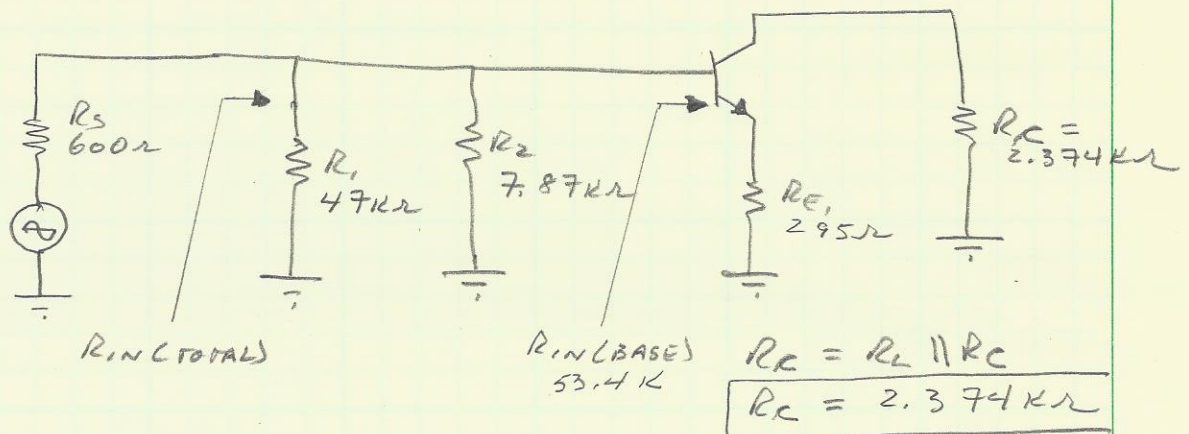 Rs
600Ω
R1
47KΩ
R2
7.87KΩ
RE1
295Ω
Rc =
2.374KΩ
RIN(TOTAL)
RIN(BASE)
53.4K
Rc = RL || RC
Rc = 2.374KΩ